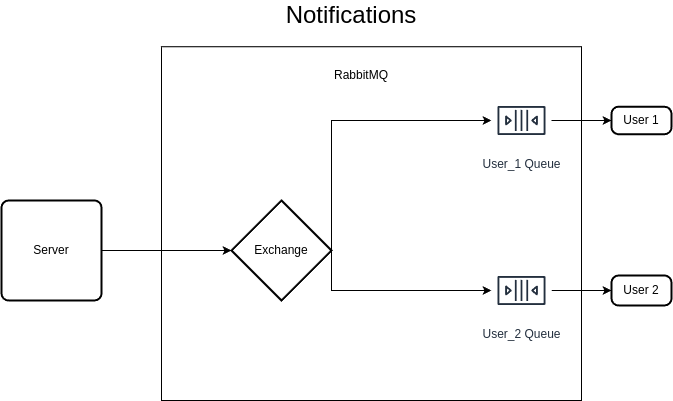 Notifications
RabbitMQ
User 1
User_1 Queue
Server
Exchange
User 2
User_2 Queue